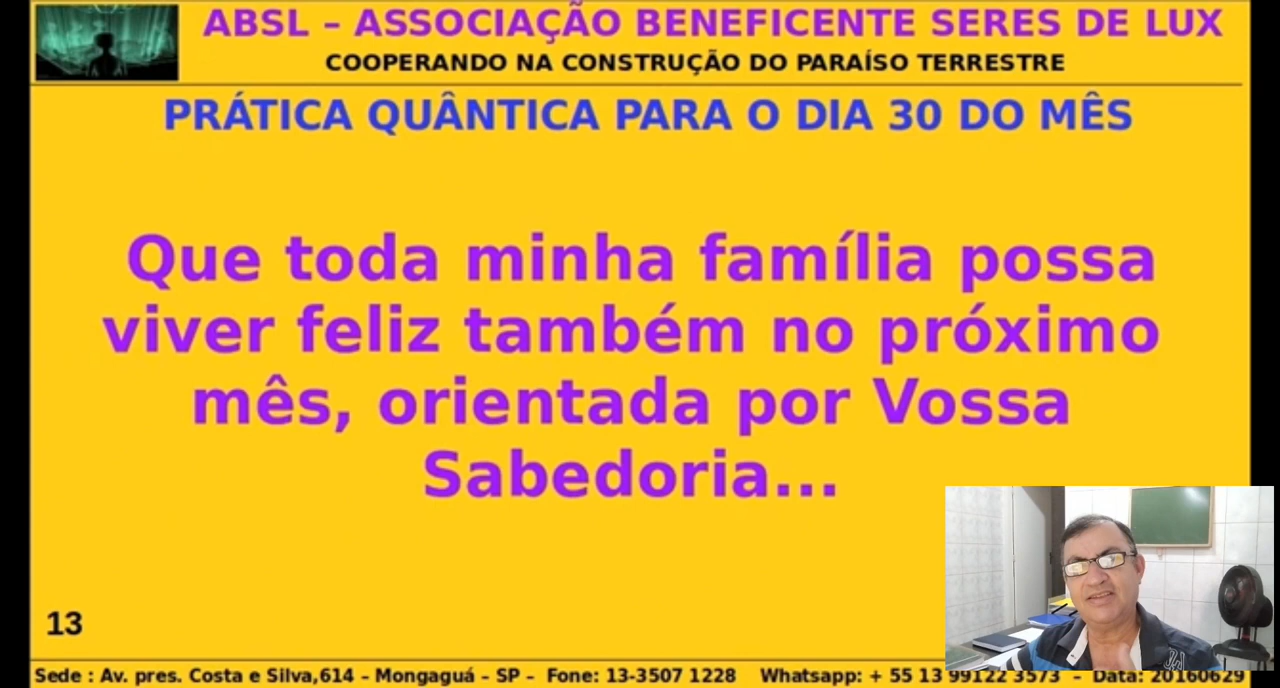 ABSL – ASSOCIAÇÃO BENEFICENTE SERES DE LUX
COOPERANDO NA CONSTRUÇÃO DO PARAÍSO TERRESTRE
PRÁTICA QUÂNTICA PARA O DIA 30 DO MÊS
Que toda minha família possa
viver feliz também no próximo
mês, orientada por Vossa
Sabedoria...
13
Sede : Av. pres. Costa e Silva,614 – Mongaguá – SP – Fone: 13-3507 1228 Whatsapp: + 55 13 99122 3573 – Data: 20160629